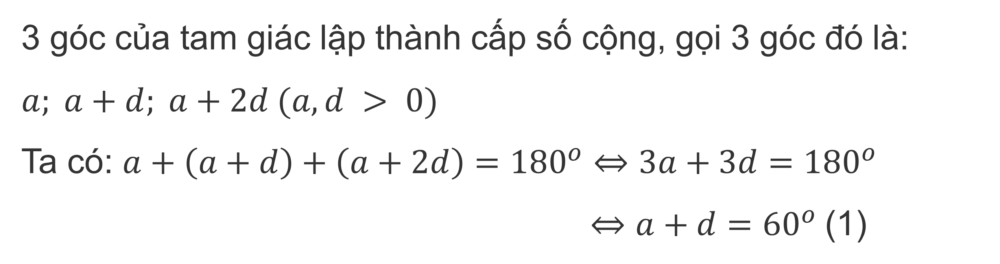 3 góc của tam giác lập thành cấp số cộng, gọi 3 góc đó là:
a; a + d; a + 2d (a, d > 0)
Ta có: a + (a + d) + (a + 2d) = 180° ⇔ 3a + 3d = 180°
⇔ a + d = 60° (1)